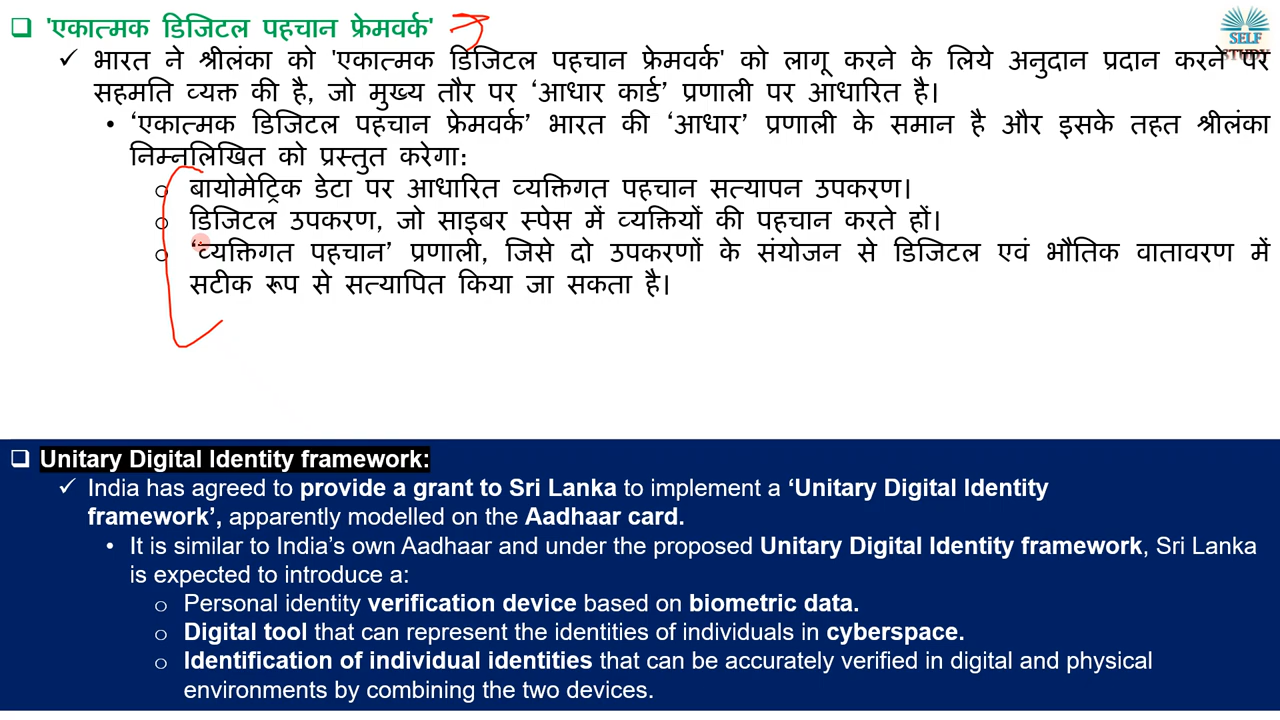 'एकात्मक डिजिटल पहचान फ्रेमवर्क'
SELF
STUDY
भारत ने श्रीलंका को 'एकात्मक डिजिटल पहचान फ्रेमवर्क' को लागू करने के लिये अनुदान प्रदान करने पर
सहमति व्यक्त की है, जो मुख्य तौर पर 'आधार कार्ड' प्रणाली पर आधारित है।
• 'एकात्मक डिजिटल पहचान फ्रेमवर्क' भारत की 'आधार' प्रणाली के समान है और इसके तहत श्रीलंका
निम्नलिखित को प्रस्तुत करेगा:
o बायोमेट्रिक डेटा पर आधारित व्यक्तिगत पहचान सत्यापन उपकरण।
o डिजिटल उपकरण, जो साइबर स्पेस में व्यक्तियों की पहचान करते हों।
o 'व्यक्तिगत पहचान' प्रणाली, जिसे दो उपकरणों के संयोजन से डिजिटल एवं भौतिक वातावरण में
सटीक रूप से सत्यापित किया जा सकता है।
Unitary Digital Identity framework:
India has agreed to provide a grant to Sri Lanka to implement a 'Unitary Digital Identity
framework', apparently modelled on the Aadhaar card.
• It is similar to India's own Aadhaar and under the proposed Unitary Digital Identity framework, Sri Lanka
is expected to introduce a:
o Personal identity verification device based on biometric data.
o Digital tool that can represent the identities of individuals in cyberspace.
o Identification of individual identities that can be accurately verified in digital and physical
environments by combining the two devices.